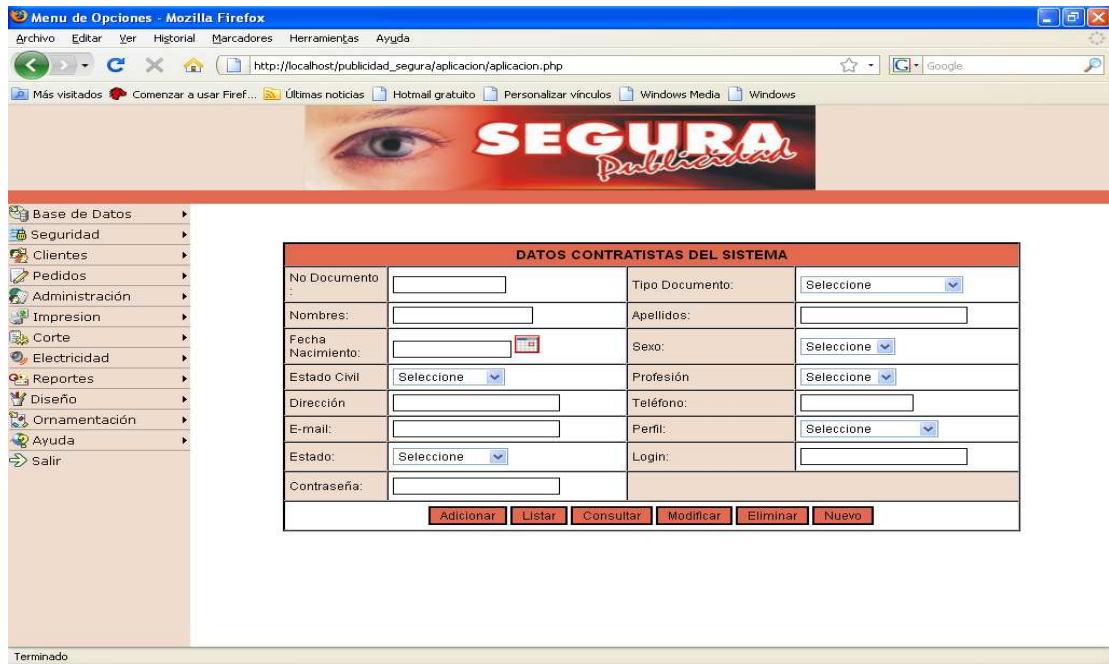 Menu de Opciones - Mozilla Firefox
Archivo Editar Ver Historial Marcadores Herramientas Ayuda
http://localhost/publicidad_segura/aplicacion/aplicacion.php
G Google
Más visitados Comenzar a usar Firef... Últimas noticias Hotmail gratuito Personalizar vínculos Windows Media Windows
SEGURA
Publicidad
Base de Datos
Seguridad
Clientes
Pedidos
Administración
Impresion
Corte
Electricidad
Reportes
Diseño
Ornamentación
Ayuda
Salir
DATOS CONTRATISTAS DEL SISTEMA
No Documento
:
Tipo Documento: Seleccione
Nombres: Apellidos:
Fecha
Nacimiento:
Sexo: Seleccione
Estado Civil Seleccione Profesión Seleccione
Dirección Teléfono:
E-mail: Perfil: Seleccione
Estado: Seleccione Login:
Contraseña:
Adicionar Listar Consultar Modificar Eliminar Nuevo
Terminado